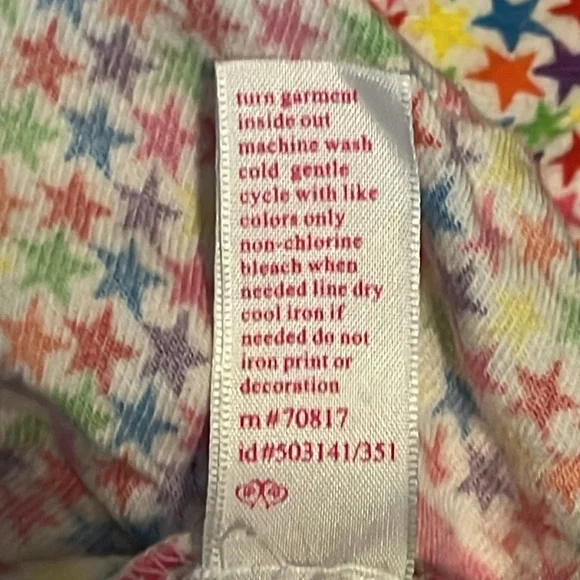 turn garment
inside out
machine wash
cold gentle
cycle with like
colors only
non-chlorine
bleach when
needed line dry
cool iron if
needed do not
iron print or
decoration
m#70817
id#503141/351